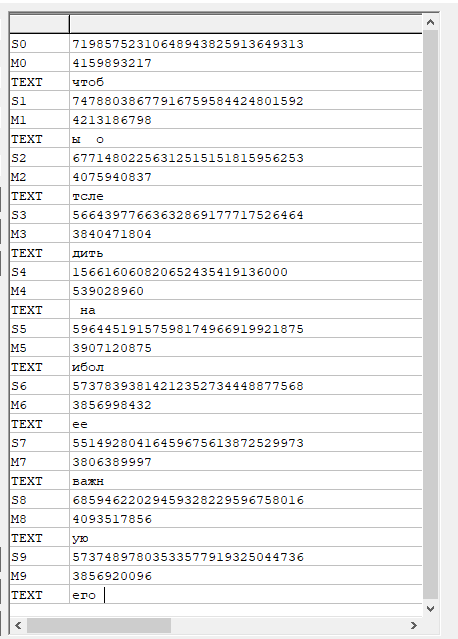 S0 71985752310648943825913649313
M0 4159893217
TEXT чтоб
S1 74788038677916759584424801592
M1 4213186798
TEXT ы  о
S2 67714802256312515151815956253
M2 4075940837
TEXT тсле
S3 56643977663632869177717526464
M3 3840471804
TEXT дить
S4 156616060820652435419136000
M4 539028960
TEXT  на
S5 59644519157598174966919921875
M5 3907120875
TEXT ибол
S6 57378393814212352734448877568
M6 3856998432
TEXT ее
S7 55149280416459675613872529973
M7 3806389997
TEXT важн
S8 68594622029459328229596758016
M8 4093517856
TEXT ую
S9 57374897803533577919325044736
M9 3856920096
TEXT его